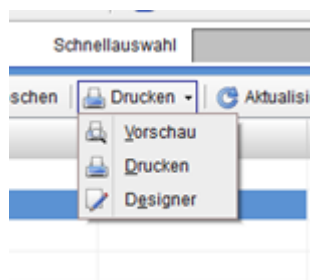 Schnellauswahl
schen Drucken Aktualisi
Vorschau
Drucken
Designer